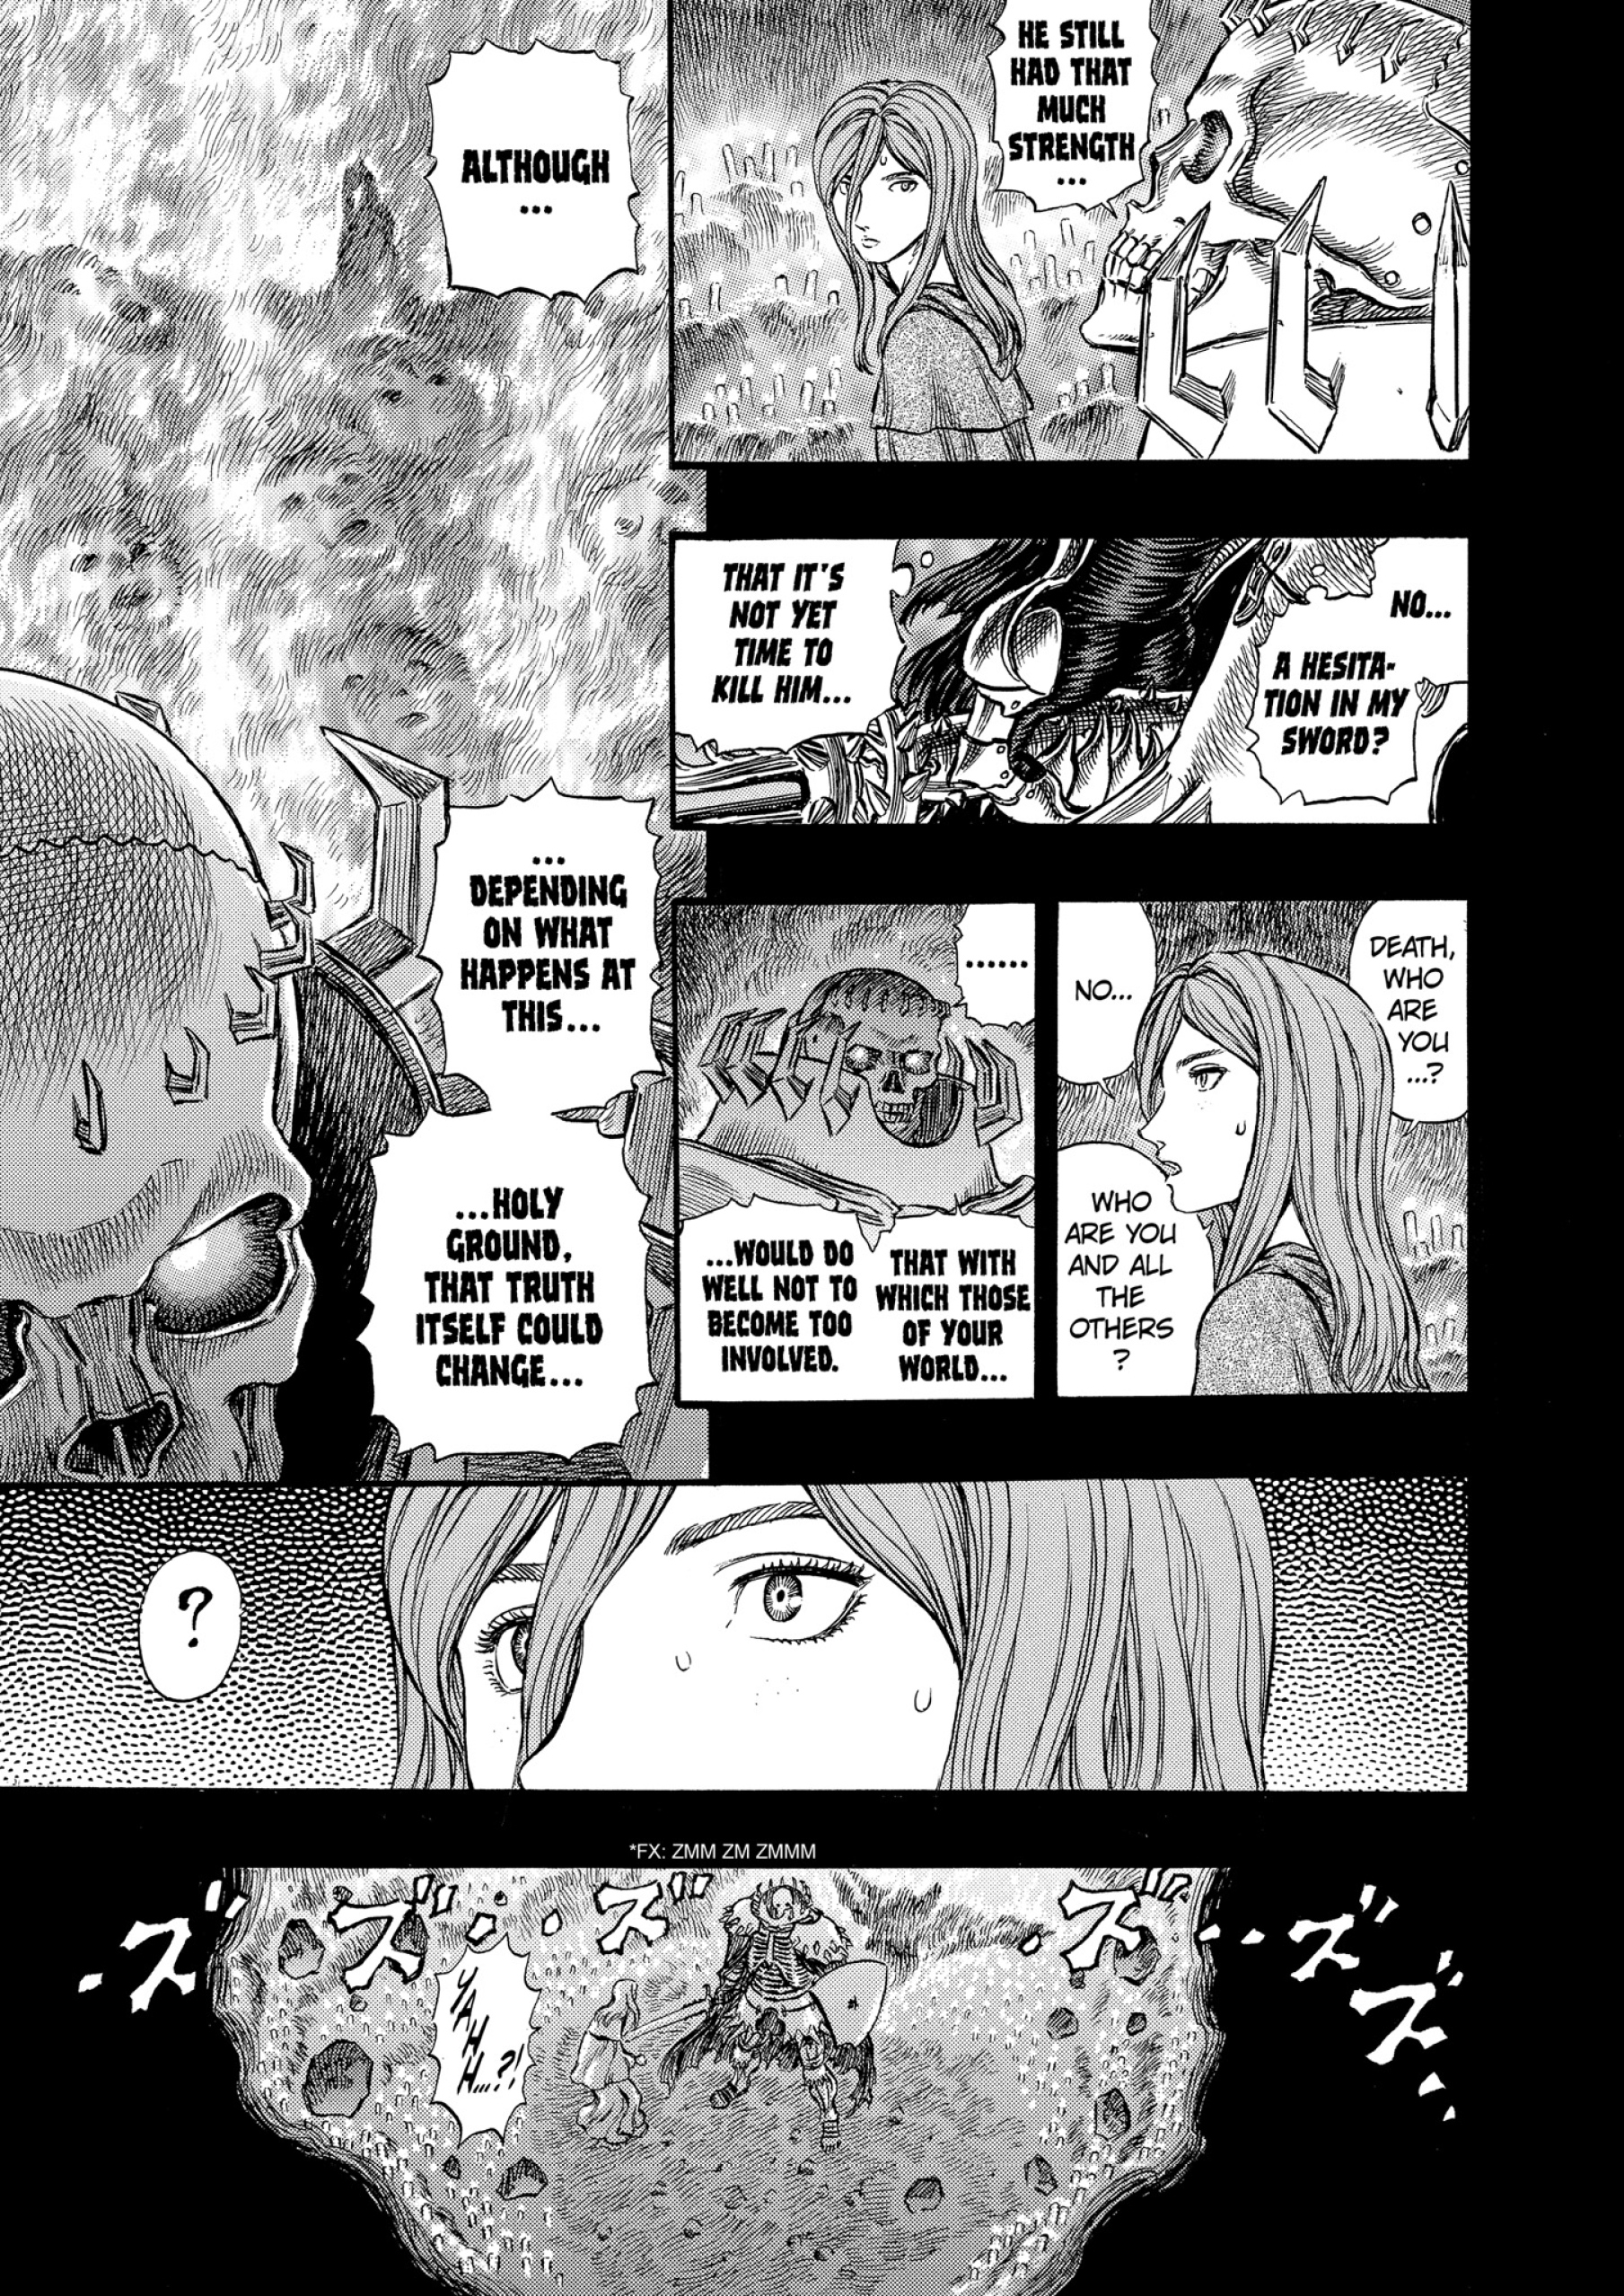 HE STILL
HAD THAT
MUCH
STRENGTH
...
NO...
A HESITA-
TION IN MY
SWORD?
THAT IT'S
NOT YET
TIME TO
KILL HIM...
DEATH,
WHO
ARE
YOU
...?
NO...
WHO
ARE YOU
AND ALL
THE
OTHERS
?
......
THAT WITH
WHICH THOSE
OF YOUR
WORLD...
...WOULD DO
WELL NOT TO
BECOME TOO
INVOLVED.
ALTHOUGH
...
...
DEPENDING
ON WHAT
HAPPENS AT
THIS...
...HOLY
GROUND,
THAT TRUTH
ITSELF COULD
CHANGE...
?
*FX: ZMM ZM ZMMM
ズズ・・ズ・ズ・・ズズ・・
YAHH...?!